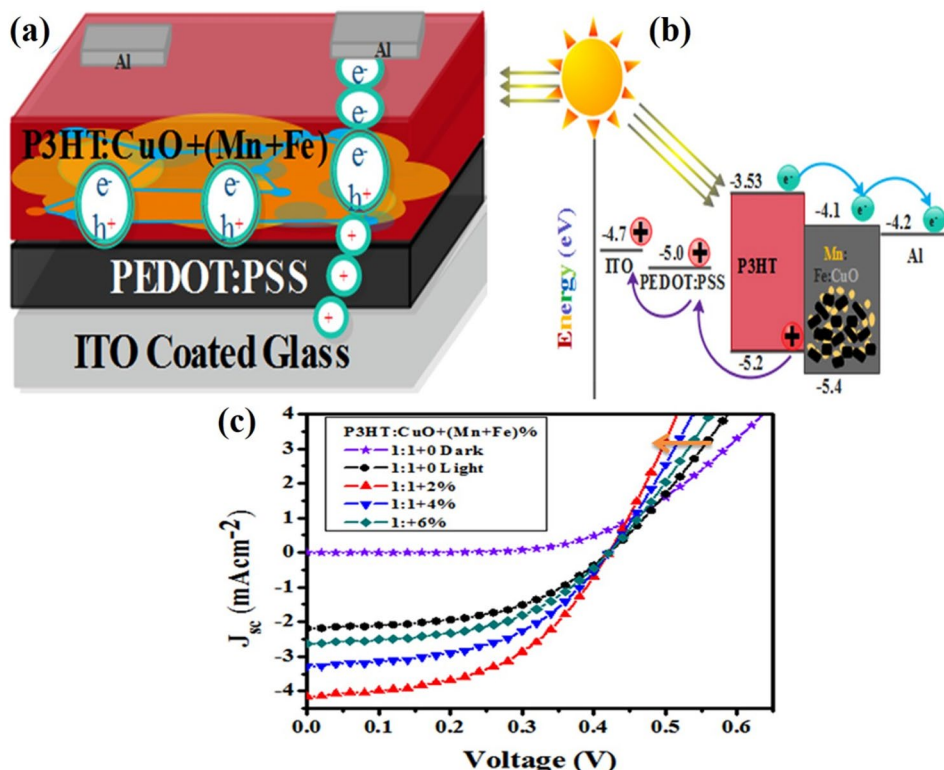 (a)
Al
Al
e-
e-
P3HT:CuO+(Mn+Fe)
e-
h+
e-
h+
e-
h+
+
PEDOT:PSS
+
+
ITO Coated Glass
(b)
Energy (eV)
-3.53
e-
-4.1
e-
-4.2
e-
Al
-4.7
+
ITO
-5.0
+
PEDOT:PSS
P3HT
Mn:
Fe:CuO
+
-5.2
-5.4
(c)
P3HT:CuO+(Mn+Fe)%
1:1+0 Dark
1:1+0 Light
1:1+2%
1:1+4%
1:+6%
4
3
2
1
0
-1
-2
-3
-4
Jsc (mAcm-2)
0.0 0.1 0.2 0.3 0.4 0.5 0.6
Voltage (V)